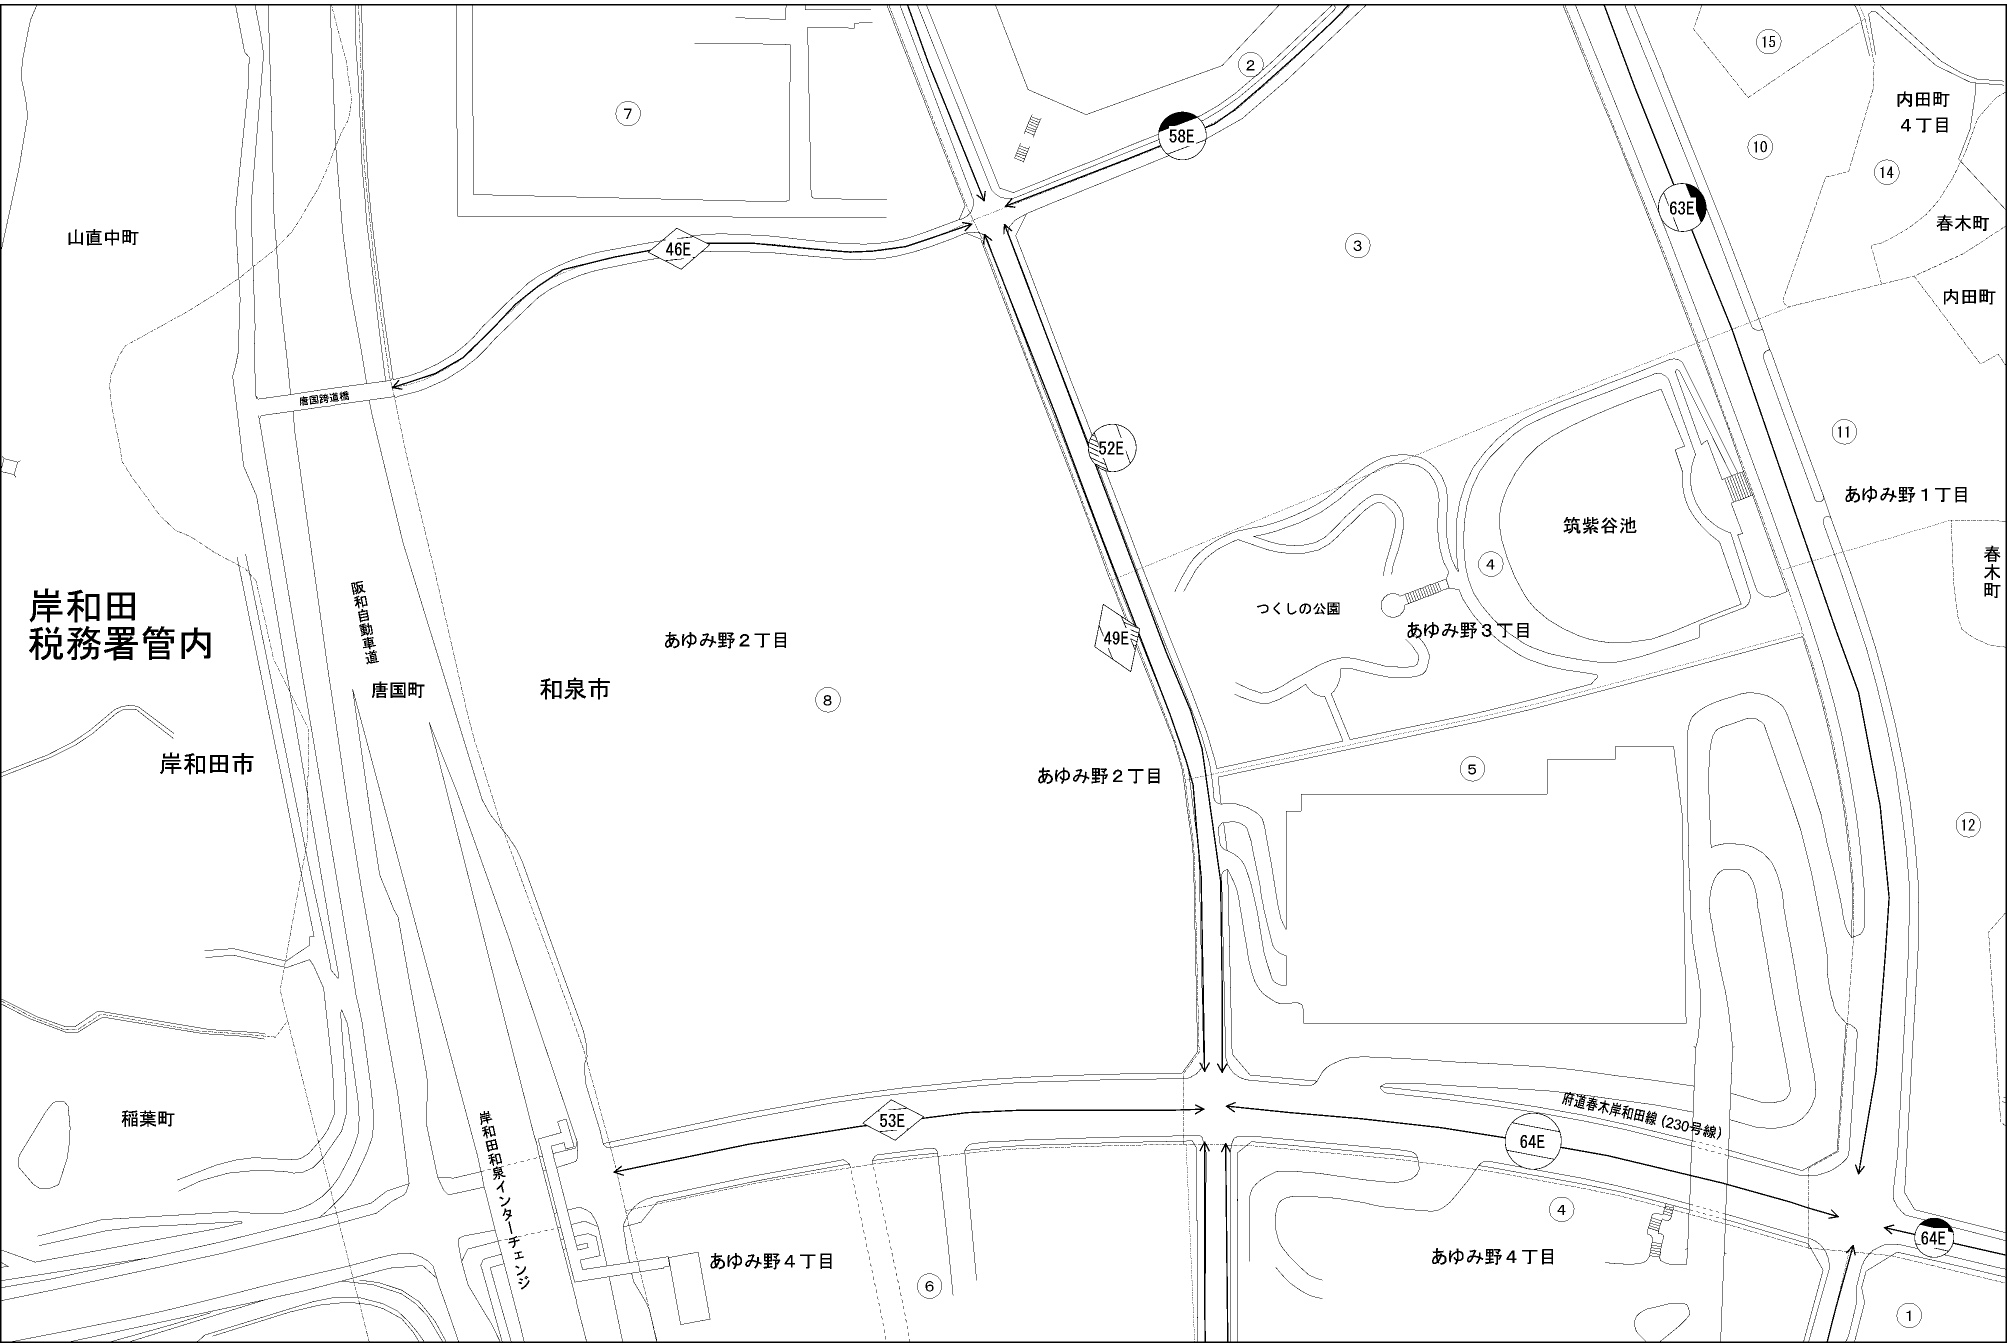 15
2
内田町
４丁目
7
58E
10
14
63E
春木町
山直中町
3
46E
内田町
唐国跨道橋
11
52E
あゆみ野１丁目
筑紫谷池
4
春木町
岸和田
税務署管内
阪和自動車道
つくしの公園
あゆみ野３丁目
49E
あゆみ野２丁目
唐国町
和泉市
8
岸和田市
あゆみ野２丁目
5
12
稲葉町
53E
府道春木岸和田線（230号線）
64E
岸和田和泉インターチェンジ
4
64E
あゆみ野４丁目
あゆみ野４丁目
6
1